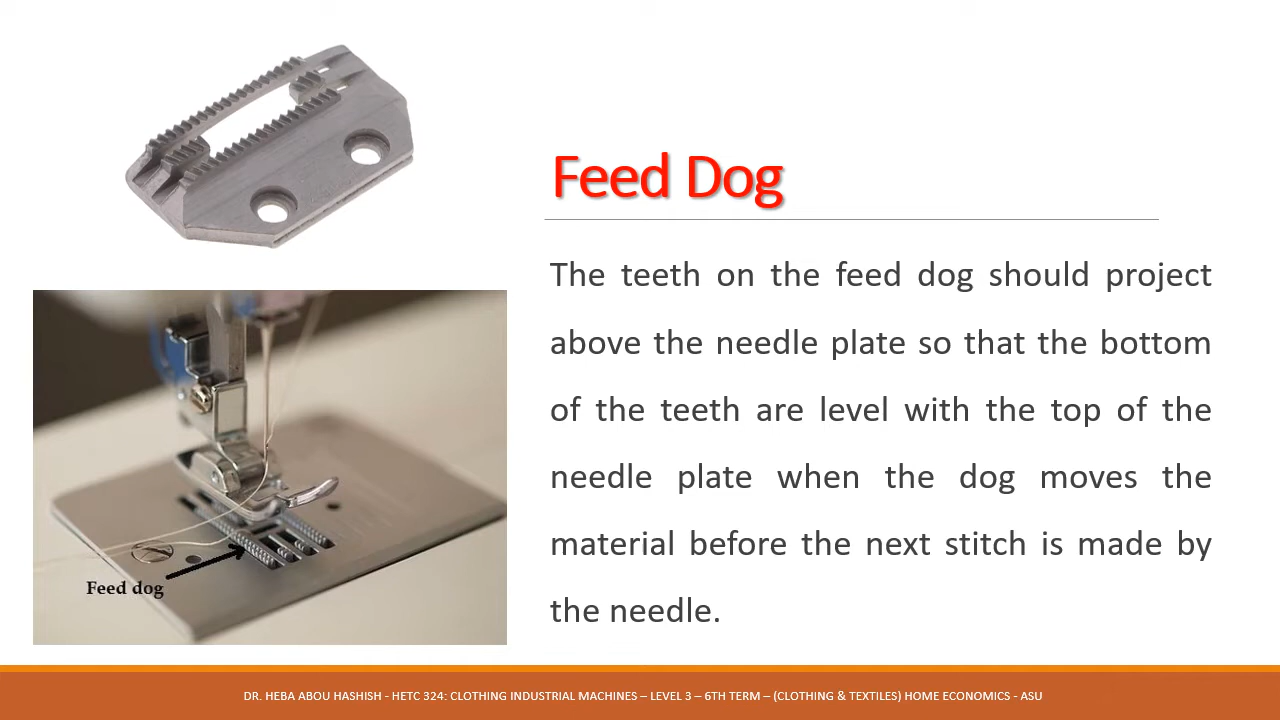 Feed Dog
The teeth on the feed dog should project
above the needle plate so that the bottom
of the teeth are level with the top of the
needle plate when the dog moves the
material before the next stitch is made by
the needle.
Feed dog
DR. HEBA ABOU HASHISH - HETC 324: CLOTHING INDUSTRIAL MACHINES – LEVEL 3 – 6TH TERM – (CLOTHING & TEXTILES) HOME ECONOMICS - ASU